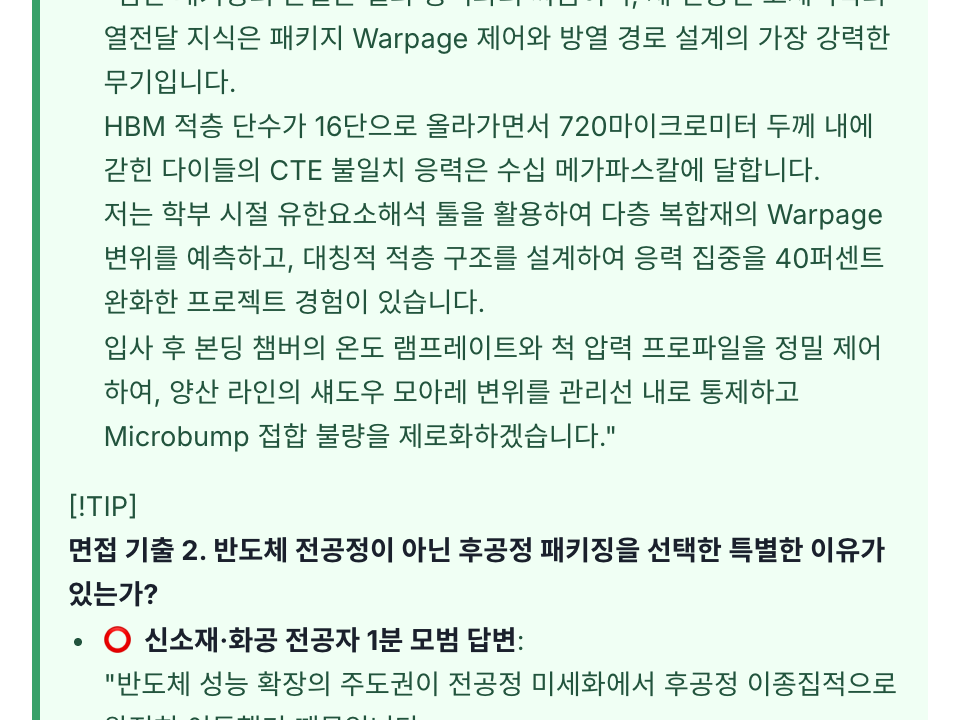 열전달 지식은 패키지 Warpage 제어와 방열 경로 설계의 가장 강력한
무기입니다.
HBM 적층 단수가 16단으로 올라가면서 720마이크로미터 두께 내에
갇힌 다이들의 CTE 불일치 응력은 수십 메가파스칼에 달합니다.
저는 학부 시절 유한요소해석 툴을 활용하여 다층 복합재의 Warpage
변위를 예측하고, 대칭적 적층 구조를 설계하여 응력 집중을 40퍼센트
완화한 프로젝트 경험이 있습니다.
입사 후 본딩 챔버의 온도 램프레이트와 척 압력 프로파일을 정밀 제어
하여, 양산 라인의 섀도우 모아레 변위를 관리선 내로 통제하고
Microbump 접합 불량을 제로화하겠습니다."
[!TIP]
면접 기출 2. 반도체 전공정이 아닌 후공정 패키징을 선택한 특별한 이유가
있는가?
• ⭕ 신소재·화공 전공자 1분 모범 답변:
"반도체 성능 확장의 주도권이 전공정 미세화에서 후공정 이종집적으로